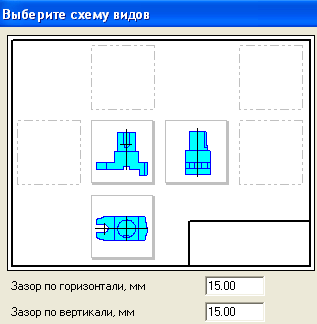 Выберите схему видов
Зазор по горизонтали, мм 15.00
Зазор по вертикали, мм 15.00